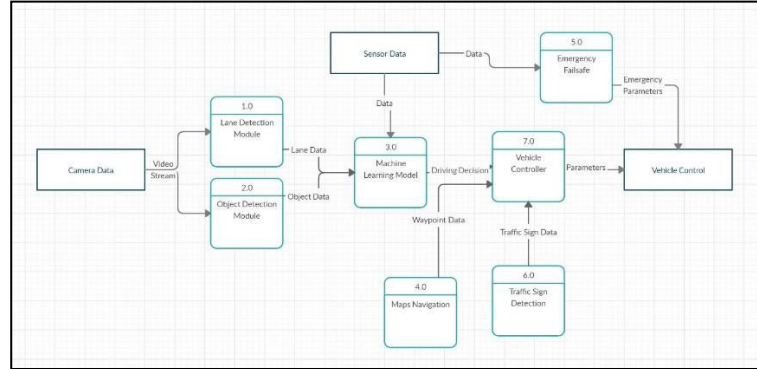 Sensor Data
Data
5.0
Emergency
Failsafe
Emergency
Parameters
Data
1.0
Lane Detection
Module
Lane Data
3.0
Machine
Learning Model
Driving Decision
7.0
Vehicle
Controller
Parameters
Vehicle Control
Camera Data
Video
Stream
2.0
Object Detection
Module
Object Data
Waypoint Data
Traffic Sign Data
4.0
Maps Navigation
6.0
Traffic Sign
Detection